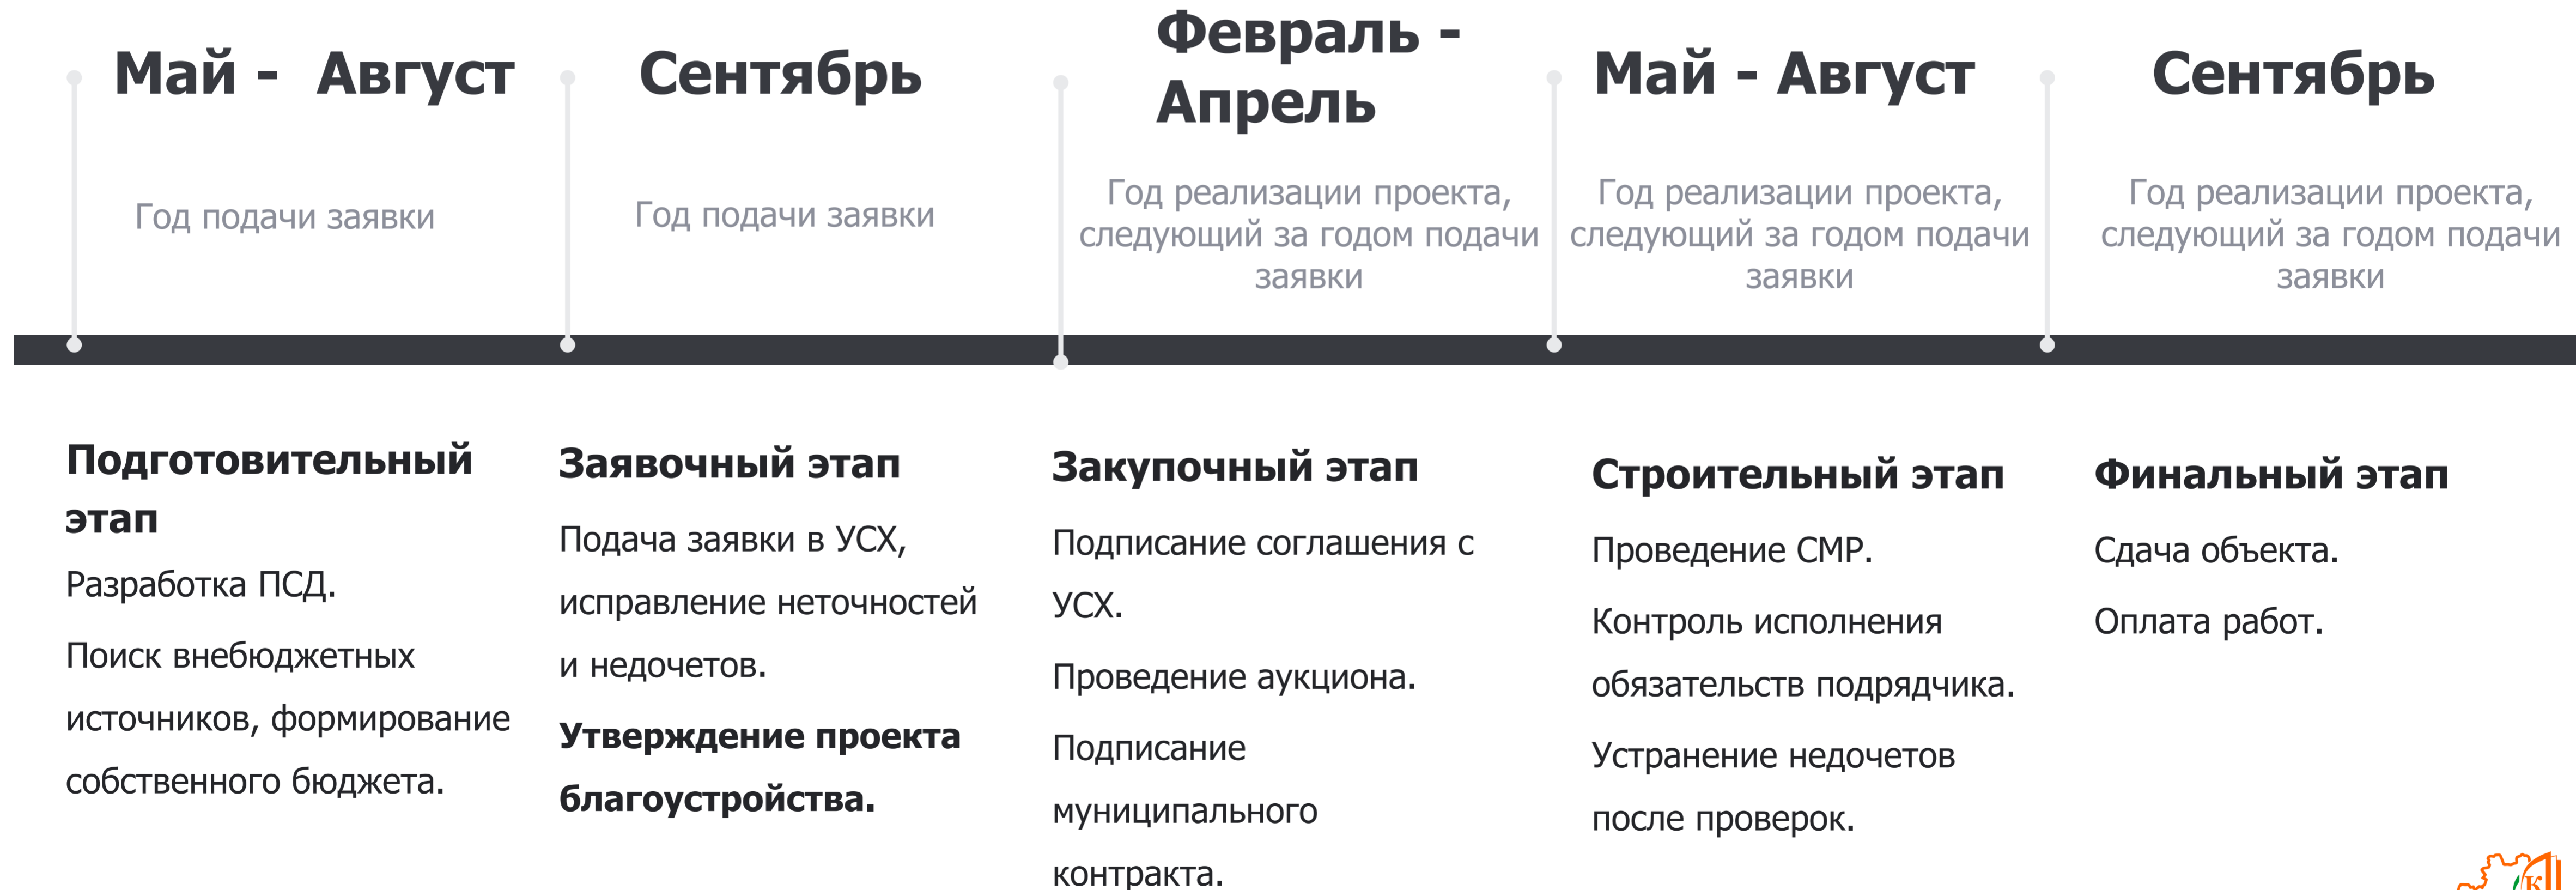 Май - Август
Сентябрь
Февраль -
Апрель
Май - Август
Сентябрь
Год подачи заявки
Год подачи заявки
Год реализации проекта,
следующий за годом подачи
заявки
Год реализации проекта,
следующий за годом подачи
заявки
Год реализации проекта,
следующий за годом подачи
заявки
Подготовительный
этап
Разработка ПСД.
Поиск внебюджетных
источников, формирование
собственного бюджета.
Заявочный этап
Подача заявки в УСХ,
исправление неточностей
и недочетов.
Утверждение проекта
благоустройства.
Закупочный этап
Подписание соглашения с
УСХ.
Проведение аукциона.
Подписание
муниципального
контракта.
Строительный этап
Проведение СМР.
Контроль исполнения
обязательств подрядчика.
Устранение недочетов
после проверок.
Финальный этап
Сдача объекта.
Оплата работ.
К